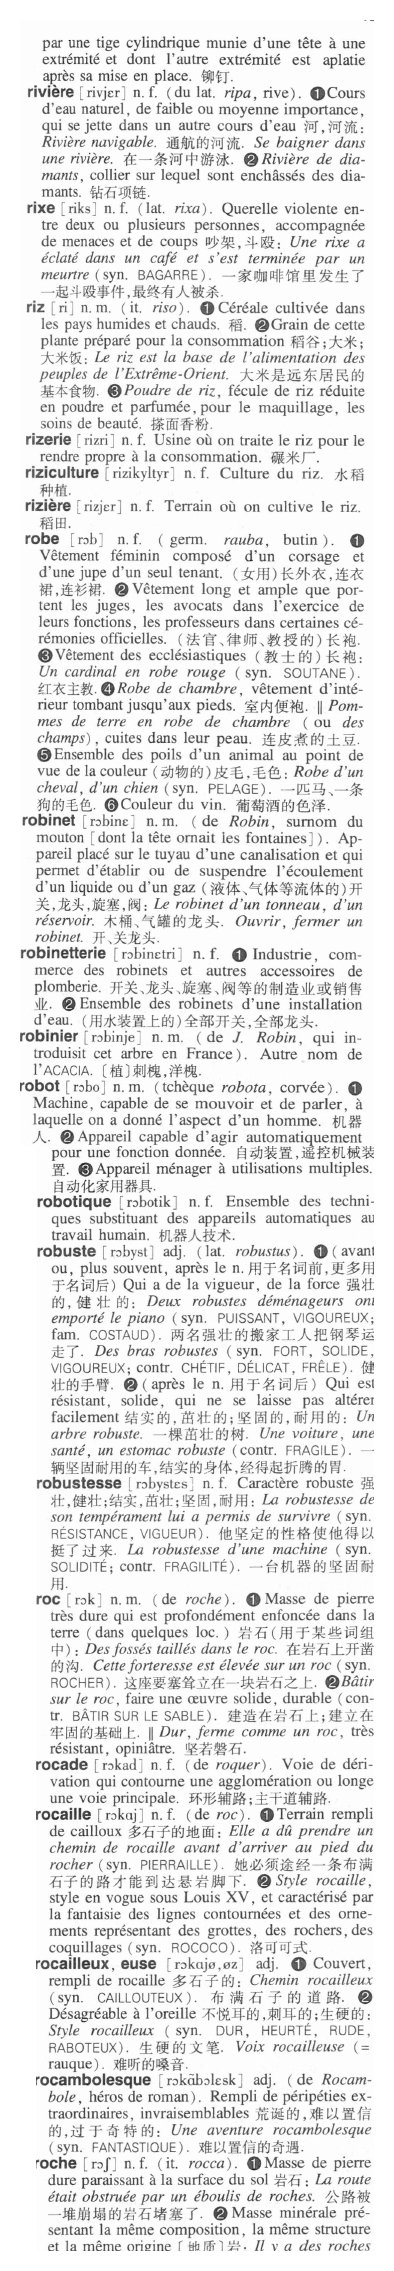 par une tige cylindrique munie d'une tête à une
extrémité et dont l'autre extrémité est aplatie
après sa mise en place. 铆钉.
rivière [rivjɛr] n. f. (du lat. ripa, rive). ❶Cours
d'eau naturel, de faible ou moyenne importance,
qui se jette dans un autre cours d'eau 河,河流:
Rivière navigable. 通航的河流. Se baigner dans
une rivière. 在一条河中游泳. ❷Rivière de dia-
mants, collier sur lequel sont enchâssés des dia-
mants. 钻石项链.
rixe [riks] n. f. (lat. rixa). Querelle violente en-
tre deux ou plusieurs personnes, accompagnée
de menaces et de coups 吵架,斗殴: Une rixe a
éclaté dans un café et s'est terminée par un
meurtre (syn. BAGARRE). 一家咖啡馆里发生了
一起斗殴事件,最终有人被杀.
riz [ri] n. m. (it. riso). ❶Céréale cultivée dans
les pays humides et chauds. 稻. ❷Grain de cette
plante préparé pour la consommation 稻谷;大米;
大米饭: Le riz est la base de l'alimentation des
peuples de l'Extrême-Orient. 大米是远东居民的
基本食物. ❸Poudre de riz, fécule de riz réduite
en poudre et parfumée, pour le maquillage, les
soins de beauté. 搽面香粉.
rizerie [rizri] n. f. Usine où on traite le riz pour le
rendre propre à la consommation. 碾米厂.
riziculture [rizikyltyr] n. f. Culture du riz. 水稻
种植.
rizière [rizjɛr] n. f. Terrain où on cultive le riz.
稻田.
robe [rɔb] n. f. (germ. rauba, butin). ❶
Vêtement féminin composé d'un corsage et
d'une jupe d'un seul tenant. (女用)长外衣,连衣
裙,连衫裙. ❷Vêtement long et ample que por-
tent les juges, les avocats dans l'exercice de
leurs fonctions, les professeurs dans certaines cé-
rémonies officielles. (法官、律师、教授的)长袍.
❸Vêtement des ecclésiastiques (教士的)长袍:
Un cardinal en robe rouge (syn. SOUTANE).
红衣主教. ❹Robe de chambre, vêtement d'inté-
rieur tombant jusqu'aux pieds. 室内便袍. ‖ Pom-
mes de terre en robe de chambre (ou des
champs), cuites dans leur peau. 连皮煮的土豆.
❺Ensemble des poils d'un animal au point de
vue de la couleur (动物的)皮毛,毛色: Robe d'un
cheval, d'un chien (syn. PELAGE). 一匹马、一条
狗的毛色. ❻Couleur du vin. 葡萄酒的色泽.
robinet [rɔbinɛ] n. m. (de Robin, surnom du
mouton [dont la tête ornait les fontaines]). Ap-
pareil placé sur le tuyau d'une canalisation et qui
permet d'établir ou de suspendre l'écoulement
d'un liquide ou d'un gaz (液体、气体等流体的)开
关,龙头,旋塞,阀: Le robinet d'un tonneau, d'un
réservoir. 木桶、气罐的龙头. Ouvrir, fermer un
robinet. 开、关龙头.
robinetterie [rɔbinɛtri] n. f. ❶ Industrie, com-
merce des robinets et autres accessoires de
plomberie. 开关、龙头、旋塞、阀等的制造业或销售
业. ❷Ensemble des robinets d'une installation
d'eau. (用水装置上的)全部开关,全部龙头.
robinier [rɔbinje] n. m. (de J. Robin, qui in-
troduisit cet arbre en France). Autre nom de
l'ACACIA. [植]刺槐,洋槐.
robot [rɔbo] n. m. (tchèque robota, corvée). ❶
Machine, capable de se mouvoir et de parler, à
laquelle on a donné l'aspect d'un homme. 机器
人. ❷Appareil capable d'agir automatiquement
pour une fonction donnée. 自动装置,遥控机械装
置. ❸Appareil ménager à utilisations multiples.
自动化家用器具.
robotique [rɔbotik] n. f. Ensemble des techni-
ques substituant des appareils automatiques au
travail humain. 机器人技术.
robuste [rɔbyst] adj. (lat. robustus). ❶(avant
ou, plus souvent, après le n. 用于名词前,更多用
于名词后) Qui a de la vigueur, de la force 强壮
的, 健壮的: Deux robustes déménageurs ont
emporté le piano (syn. PUISSANT, VIGOUREUX;
fam. COSTAUD). 两名强壮的搬家工人把钢琴运
走了. Des bras robustes (syn. FORT, SOLIDE,
VIGOUREUX; contr. CHÉTIF, DÉLICAT, FRÊLE). 健
壮的手臂. ❷(après le n. 用于名词后) Qui est
résistant, solide, qui ne se laisse pas altérer
facilement 结实的,茁壮的;坚固的,耐用的: Un
arbre robuste. 一棵茁壮的树. Une voiture, une
santé, un estomac robuste (contr. FRAGILE). 一
辆坚固耐用的车,结实的身体,经得起折腾的胃.
robustesse [rɔbystɛs] n. f. Caractère robuste 强
壮,健壮;结实,茁壮;坚固,耐用: La robustesse de
son tempérament lui a permis de survivre (syn.
RÉSISTANCE, VIGUEUR). 他坚定的性格使他得以
挺了过来. La robustesse d'une machine (syn.
SOLIDITÉ; contr. FRAGILITÉ). 一台机器的坚固耐
用.
roc [rɔk] n. m. (de roche). ❶Masse de pierre
très dure qui est profondément enfoncée dans la
terre (dans quelques loc.) 岩石(用于某些词组
中): Des fossés taillés dans le roc. 在岩石上开凿
的沟. Cette forteresse est élevée sur un roc (syn.
ROCHER). 这座要塞耸立在一块岩石之上. ❷Bâtir
sur le roc, faire une œuvre solide, durable (con-
tr. BÂTIR SUR LE SABLE). 建造在岩石上;建立在
牢固的基础上. ‖ Dur, ferme comme un roc, très
résistant, opiniâtre. 坚若磐石.
rocade [rɔkad] n. f. (de roquer). Voie de déri-
vation qui contourne une agglomération ou longe
une voie principale. 环形辅路;主干道辅路.
rocaille [rɔkɑj] n. f. (de roc). ❶Terrain rempli
de cailloux 多石子的地面: Elle a dû prendre un
chemin de rocaille avant d'arriver au pied du
rocher (syn. PIERRAILLE). 她必须途经一条布满
石子的路才能到达悬岩脚下. ❷Style rocaille,
style en vogue sous Louis XV, et caractérisé par
la fantaisie des lignes contournées et des orne-
ments représentant des grottes, des rochers, des
coquillages (syn. ROCOCO). 洛可可式.
rocailleux, euse [rɔkɑjø,øz] adj. ❶ Couvert,
rempli de rocaille 多石子的: Chemin rocailleux
(syn. CAILLOUTEUX). 布满石子的道路. ❷
Désagréable à l'oreille 不悦耳的,刺耳的;生硬的:
Style rocailleux (syn. DUR, HEURTÉ, RUDE,
RABOTEUX). 生硬的文笔. Voix rocailleuse (=
rauque). 难听的嗓音.
rocambolesque [rɔkɑ̃bɔlɛsk] adj. (de Rocam-
bole, héros de roman). Rempli de péripéties ex-
traordinaires, invraisemblables 荒诞的,难以置信
的,过于奇特的: Une aventure rocambolesque
(syn. FANTASTIQUE). 难以置信的奇遇.
roche [rɔʃ] n. f. (it. rocca). ❶Masse de pierre
dure paraissant à la surface du sol 岩石: La route
était obstruée par un éboulis de roches. 公路被
一堆崩塌的岩石堵塞了. ❷Masse minérale pré-
sentant la même composition, la même structure
et la même origine [地质]岩: Il y a des roches